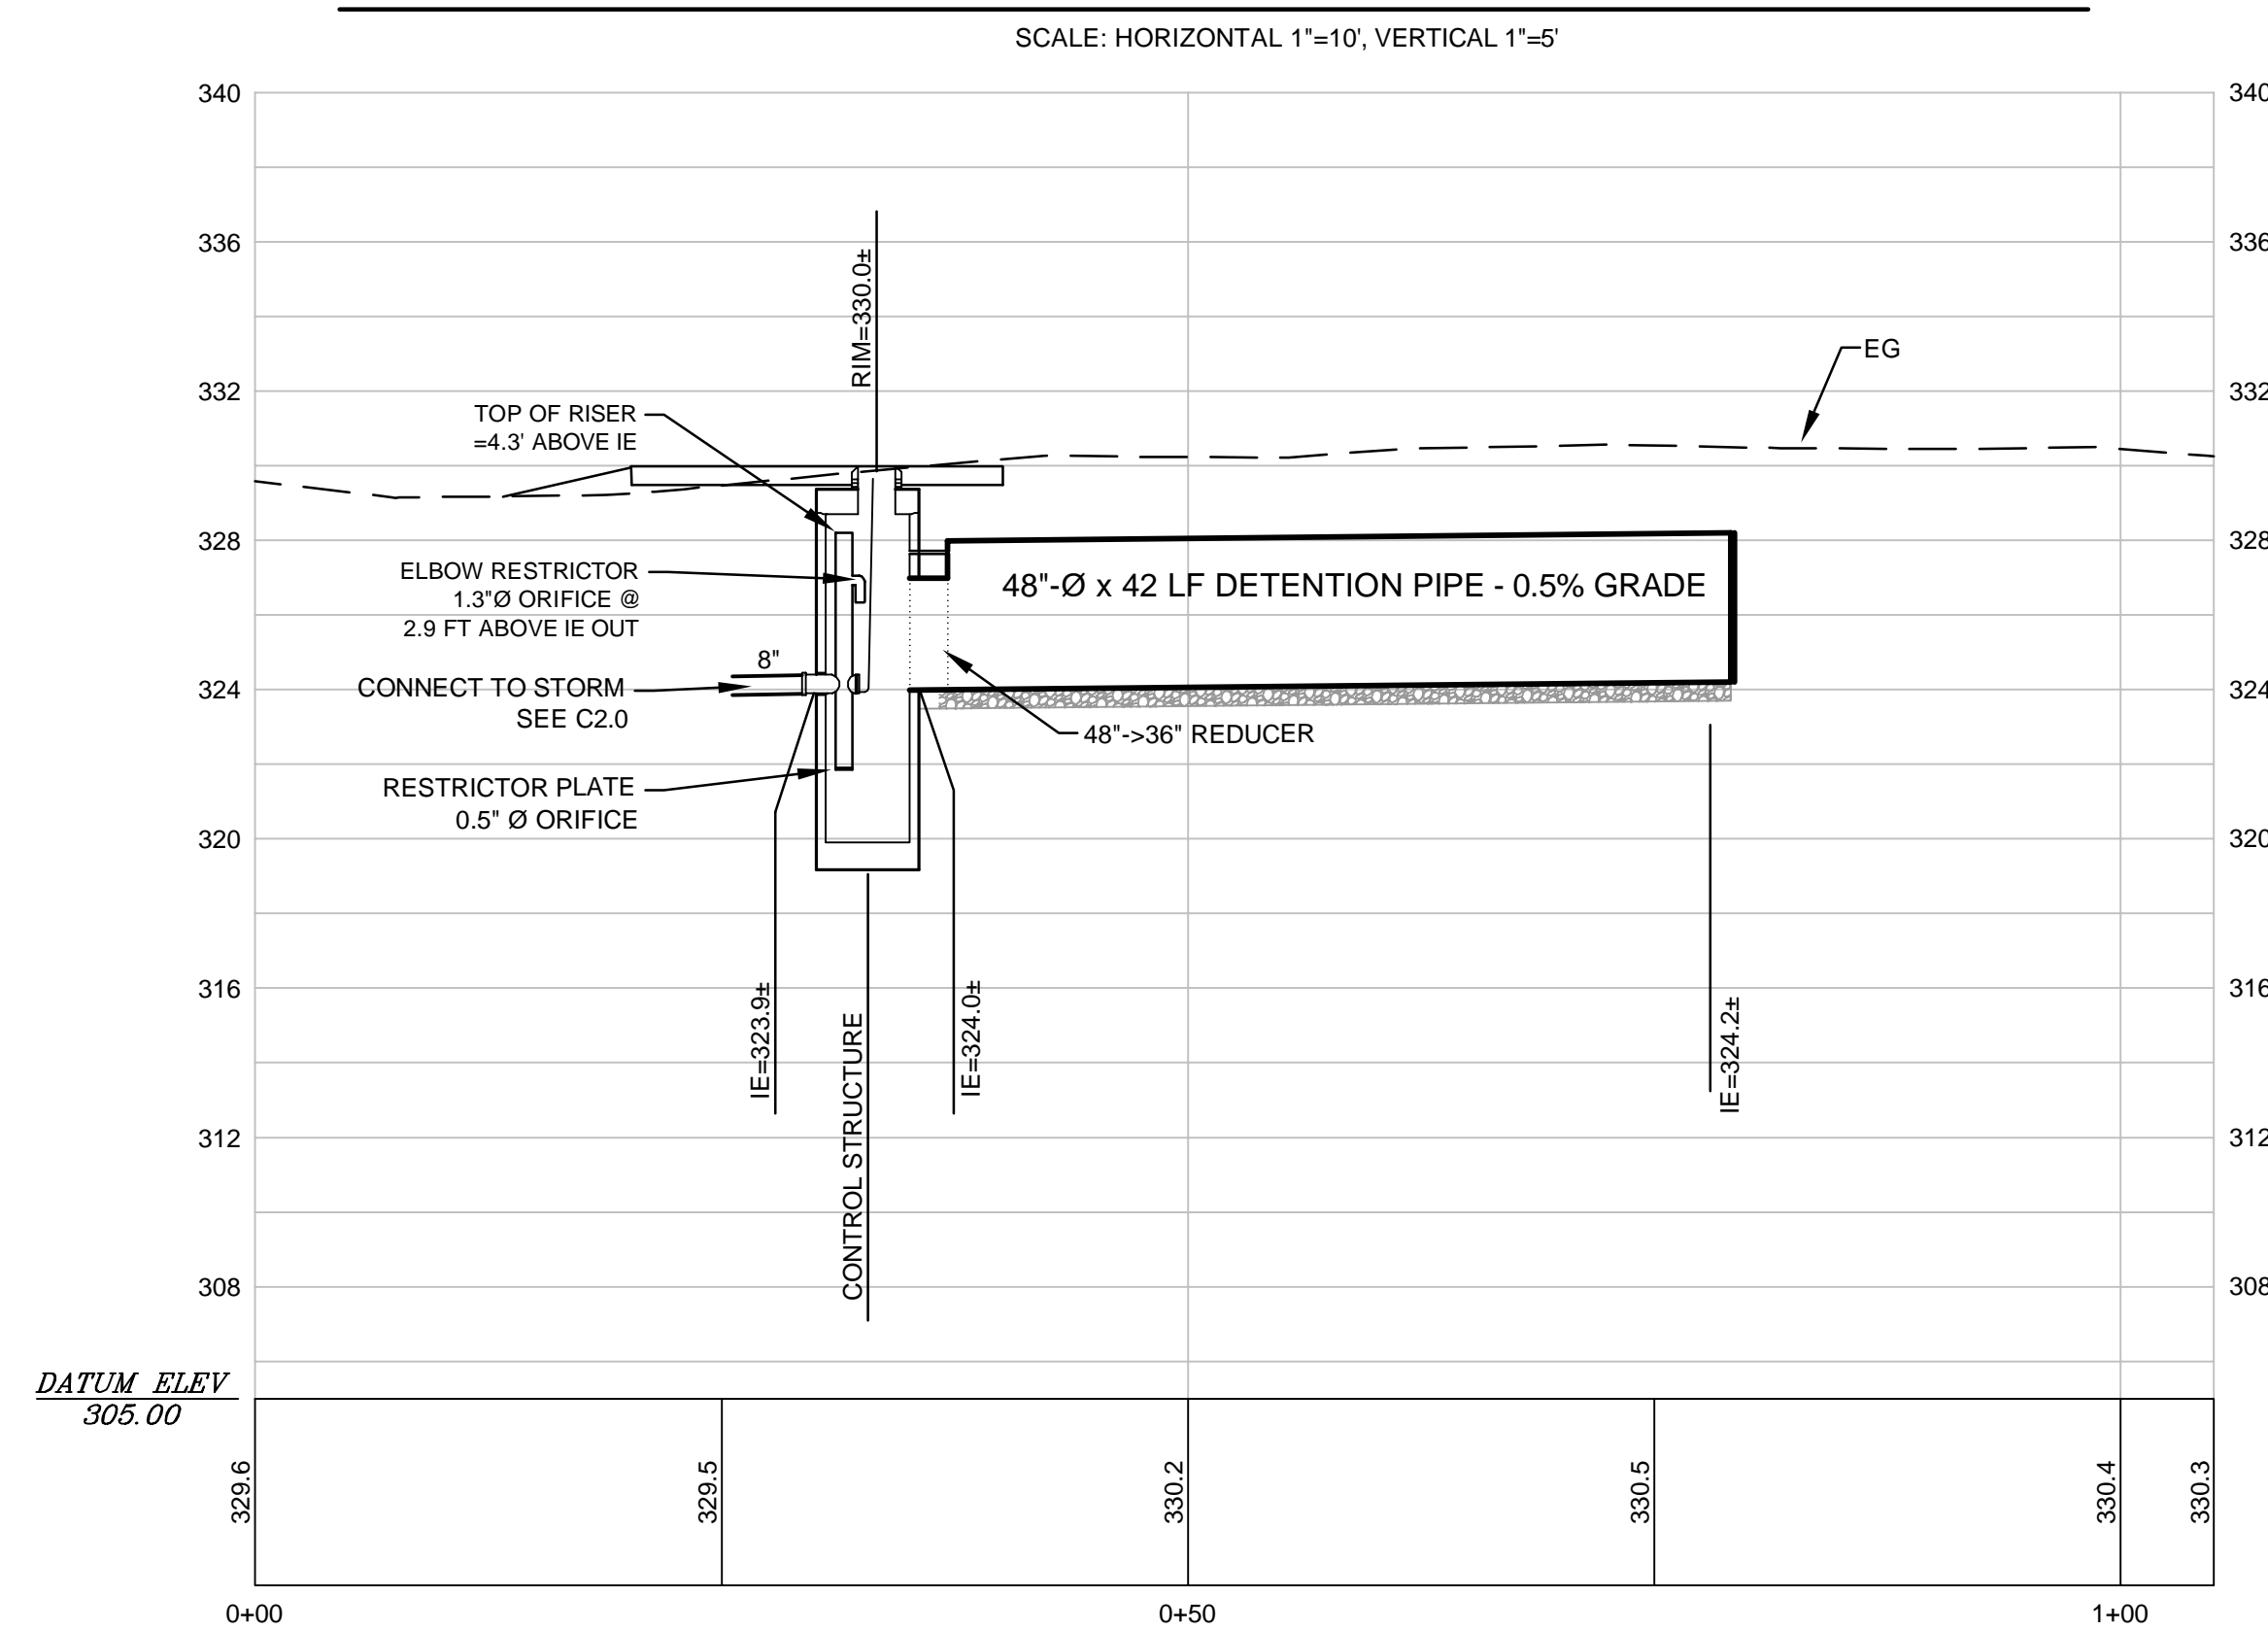 SCALE: HORIZONTAL 1"=10', VERTICAL 1"=5'
340
340
336
336
RIM=330.0±
EG
332
332
TOP OF RISER
=4.3' ABOVE IE
328
328
ELBOW RESTRICTOR
1.3"Ø ORIFICE @
2.9 FT ABOVE IE OUT
48"-Ø x 42 LF DETENTION PIPE - 0.5% GRADE
8"
CONNECT TO STORM
SEE C2.0
324
324
48"->36" REDUCER
RESTRICTOR PLATE
0.5" Ø ORIFICE
320
320
316
316
IE=323.9±
CONTROL STRUCTURE
IE=324.0±
IE=324.2±
312
312
308
308
DATUM ELEV
305.00
329.6
329.5
330.2
330.5
330.4
330.3
0+00
0+50
1+00